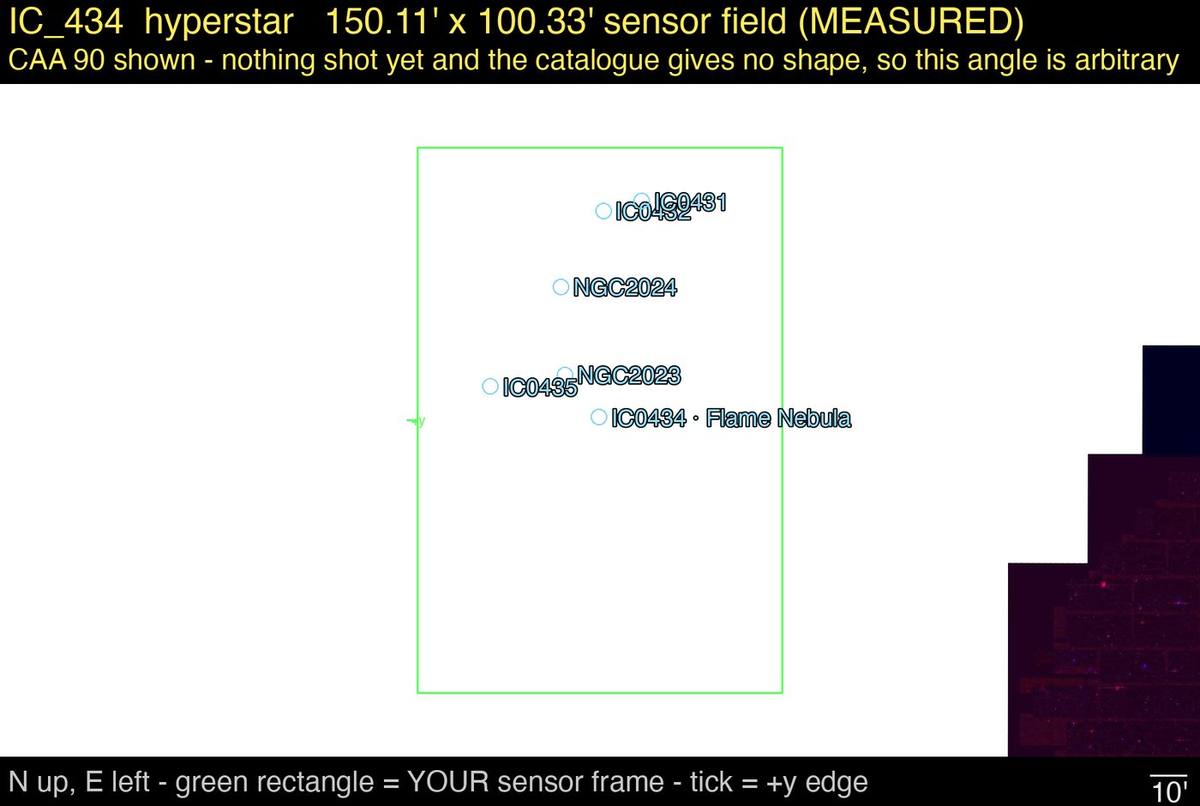 IC_434 hyperstar 150.11' x 100.33' sensor field (MEASURED)
CAA 90 shown - nothing shot yet and the catalogue gives no shape, so this angle is arbitrary
IC0431
IC0432
NGC2024
NGC2023
IC0435
IC0434 · Flame Nebula
+y
N up, E left - green rectangle = YOUR sensor frame - tick = +y edge
10'